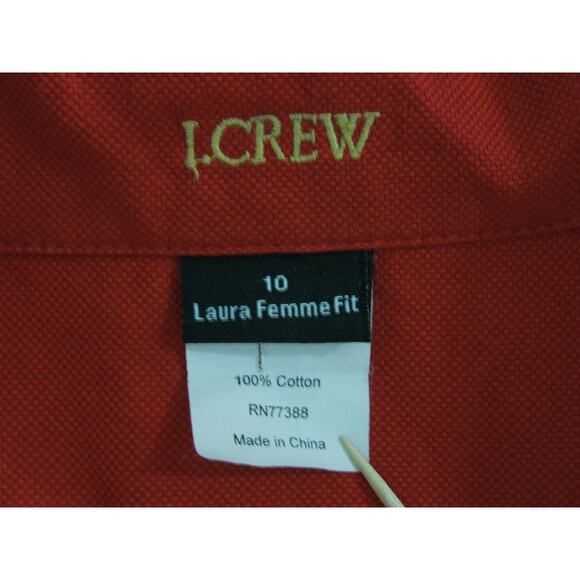 J.CREW
10
Laura Femme Fit
100% Cotton
RN77388
Made in China